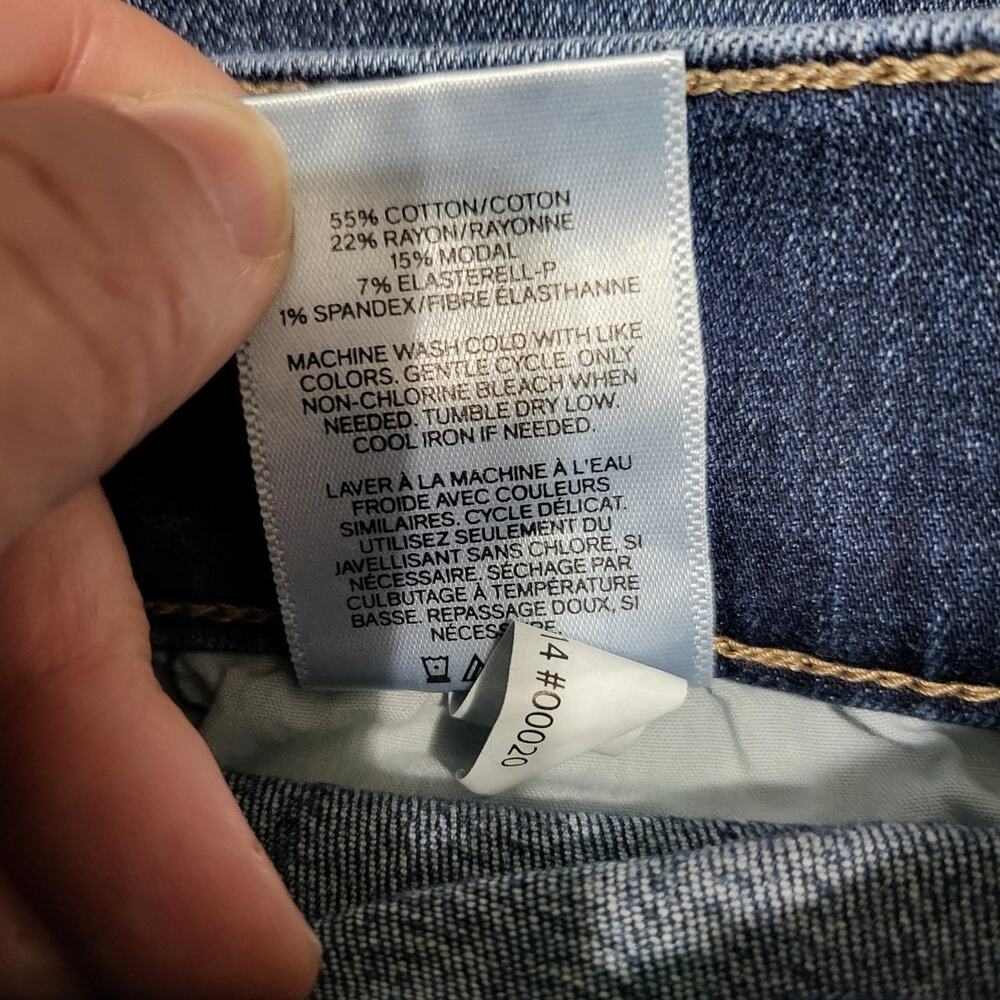 55% COTTON/COTON
22% RAYON/RAYONNE
15% MODAL
7% ELASTERELL-P
1% SPANDEX/FIBRE ÉLASTHANNE
MACHINE WASH COLD WITH LIKE
COLORS. GENTLE CYCLE. ONLY
NON-CHLORINE BLEACH WHEN
NEEDED. TUMBLE DRY LOW.
COOL IRON IF NEEDED.
LAVER À LA MACHINE À L'EAU
FROIDE AVEC COULEURS
SIMILAIRES. CYCLE DÉLICAT.
UTILISEZ SEULEMENT DU
JAVELLISANT SANS CHLORE, SI
NÉCESSAIRE, SÉCHAGE PAR
CULBUTAGE À TEMPÉRATURE
BASSE. REPASSAGE DOUX, SI
#00020